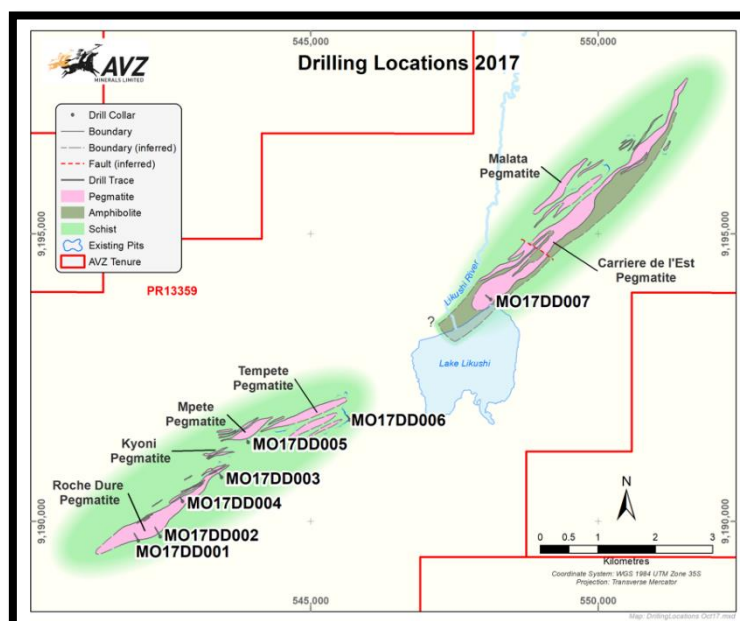 545,000
550,000
AVZ
MINERALS LIMITED
Drilling Locations 2017
Drill Collar
Boundary
Boundary (inferred)
Fault (inferred)
Drill Trace
Pegmatite
Amphibolite
Schist
Existing Pits
AVZ Tenure
PR13359
Malata
Pegmatite
9,195,000
9,195,000
Carriere de l'Est
Pegmatite
Likushi River
MO17DD007
?
Lake Likushi
Tempete
Pegmatite
Mpete
Pegmatite
MO17DD006
Kyoni
Pegmatite
MO17DD005
Roche Dure
Pegmatite
MO17DD003
MO17DD004
MO17DD002
MO17DD001
9,190,000
9,190,000
N
0 0.5 1 2 3
Kilometres
Coordinate System: WGS 1984 UTM Zone 35S
Projection: Transverse Mercator
545,000
550,000
Map: DrillingLocations Oct17.mxd